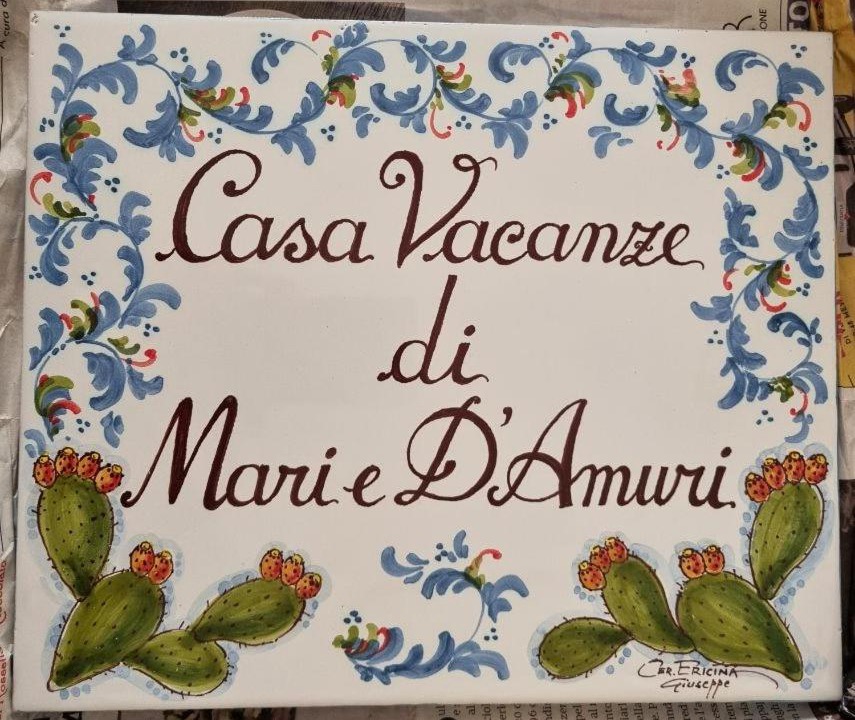 Casa Vacanze
di
Mari e D'Amuri
CER. ERICINA
Giuseppe